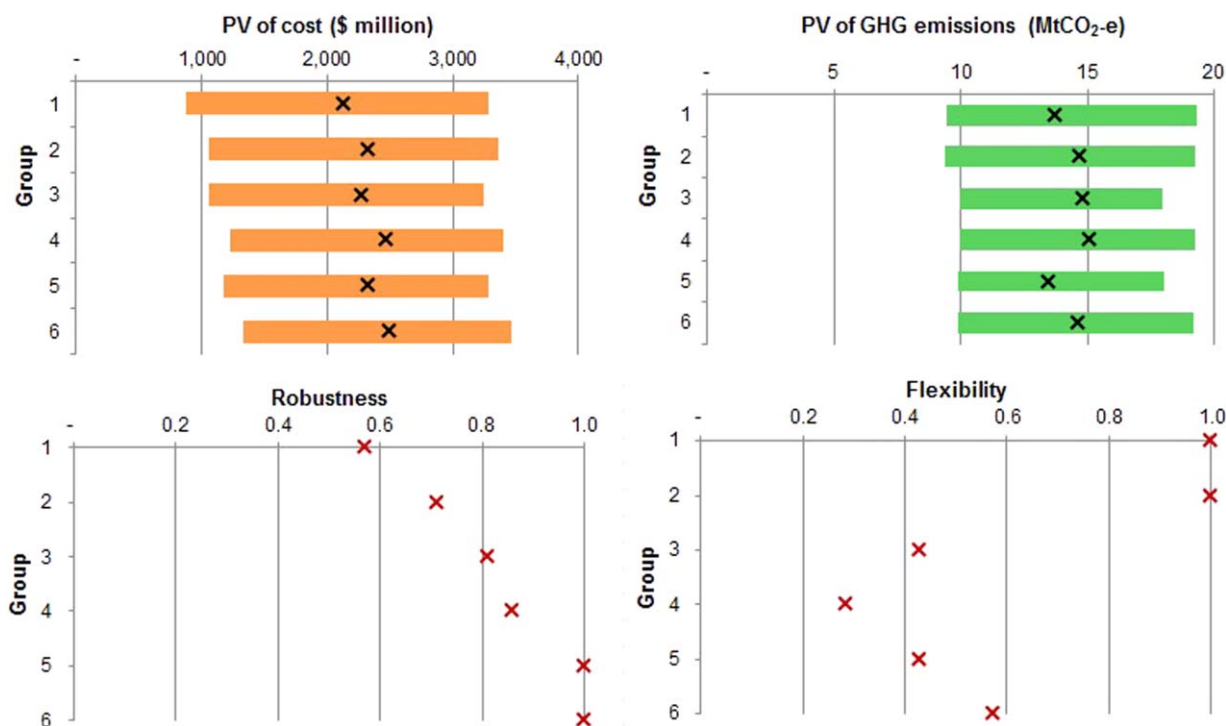 PV of cost ($ million)
- 1,000 2,000 3,000 4,000
Group
1
2
3
4
5
6
PV of GHG emissions (MtCO₂-e)
- 5 10 15 20
Group
1
2
3
4
5
6
Robustness
- 0.2 0.4 0.6 0.8 1.0
Group
1
2
3
4
5
6
Flexibility
- 0.2 0.4 0.6 0.8 1.0
Group
1
2
3
4
5
6